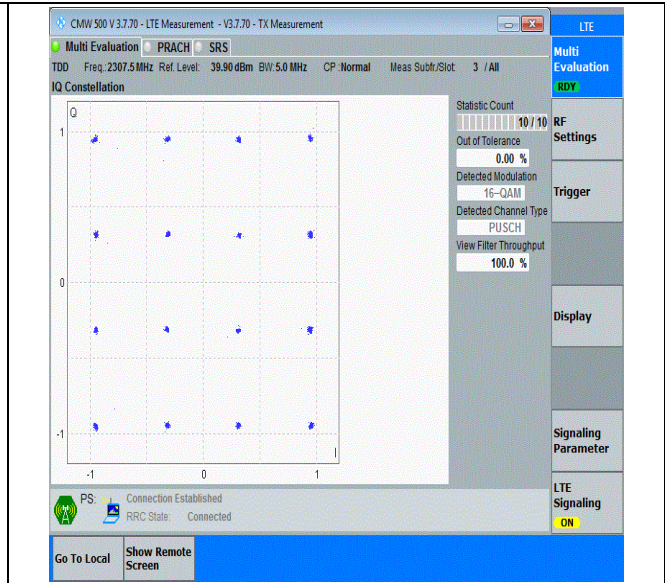 CMW 500 V 3.7.70 - LTE Measurement - V3.7.70 - TX Measurement
LTE
Multi Evaluation PRACH SRS
TDD Freq.:2307.5 MHz Ref. Level: 39.90 dBm BW:5.0 MHz CP :Normal Meas Subfr./Slot: 3 / All
IQ Constellation
Q
1
0
-1
-1 0 1
I
Statistic Count
10 / 10
Out of Tolerance
0.00 %
Detected Modulation
16-QAM
Detected Channel Type
PUSCH
View Filter Throughput
100.0 %
Multi
Evaluation
RDY
RF
Settings
Trigger
Display
Signaling
Parameter
LTE
Signaling
ON
PS: Connection Established
RRC State: Connected
Go To Local
Show Remote
Screen